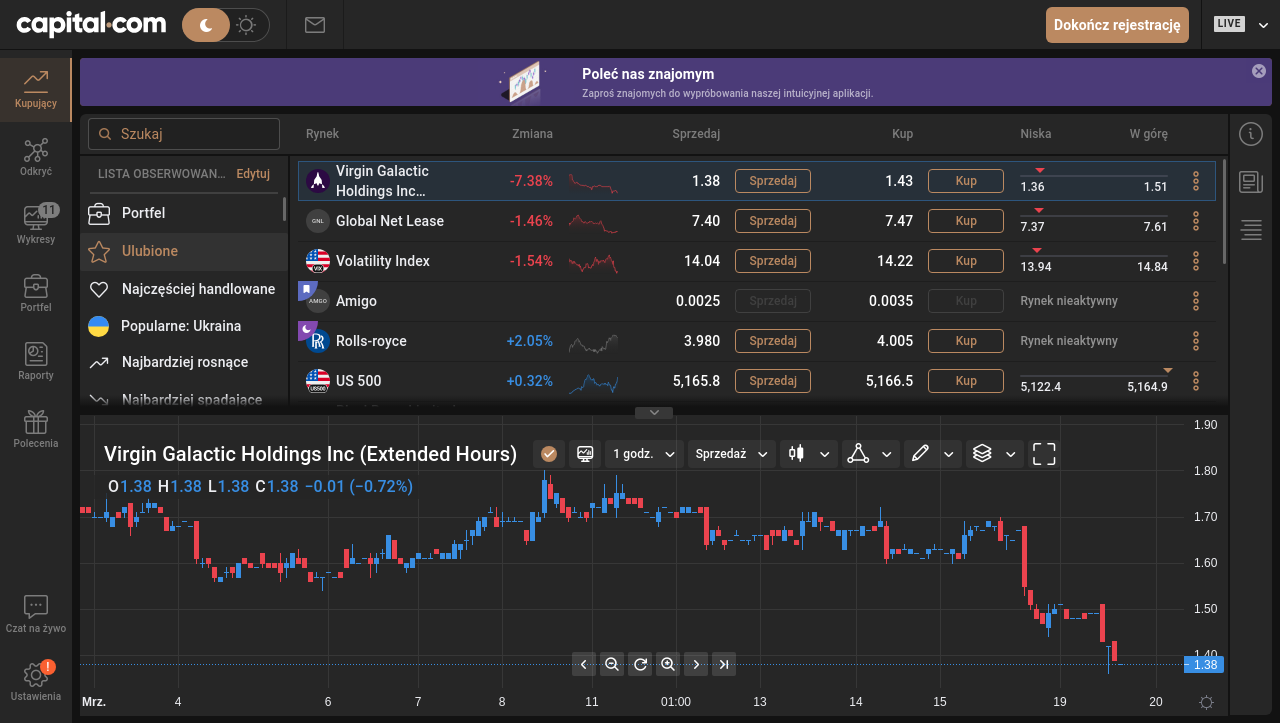 capital.com
Dokończ rejestrację
LIVE
Poleć nas znajomym
Zaproś znajomych do wypróbowania naszej intuicyjnej aplikacji.
Kupujący
Odkryć
11
Wykresy
Portfel
Raporty
Polecenia
Czat na żywo
!
Ustawienia
Szukaj
LISTA OBSERWOWAN... Edytuj
Portfel
Ulubione
Najczęściej handlowane
Popularne: Ukraina
Najbardziej rosnące
Najbardziej spadające
Rynek Zmiana Sprzedaj Kup Niska W górę
Virgin Galactic
Holdings Inc... -7.38% 1.38 Sprzedaj 1.43 Kup 1.36 1.51
GNL Global Net Lease -1.46% 7.40 Sprzedaj 7.47 Kup 7.37 7.61
VIX Volatility Index -1.54% 14.04 Sprzedaj 14.22 Kup 13.94 14.84
AMGO Amigo 0.0025 Sprzedaj 0.0035 Kup Rynek nieaktywny
Rolls-royce +2.05% 3.980 Sprzedaj 4.005 Kup Rynek nieaktywny
US500 US 500 +0.32% 5,165.8 Sprzedaj 5,166.5 Kup 5,122.4 5,164.9
Virgin Galactic Holdings Inc (Extended Hours) 1 godz. Sprzedaż
O1.38 H1.38 L1.38 C1.38 −0.01 (−0.72%)
1.90
1.80
1.70
1.60
1.50
1.40
1.38
Mrz. 4 6 7 8 11 01:00 13 14 15 19 20